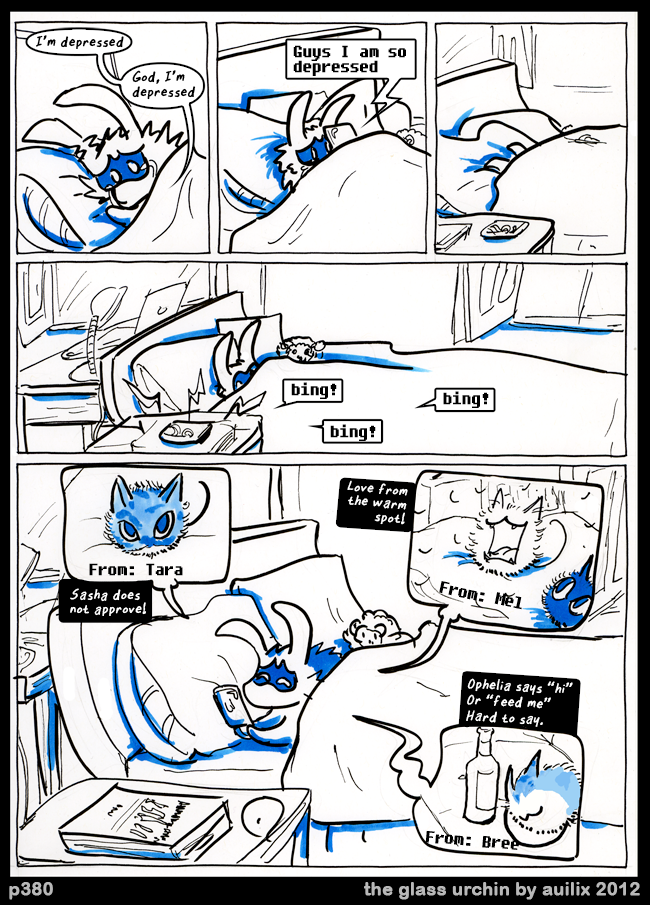 I'm depressed
God, I'm
depressed
Guys I am so
depressed
bing!
bing!
bing!
From: Tara
Sasha does
not approve!
Love from
the warm
spot!
From: Mel
Ophelia says "hi"
Or "feed me"
Hard to say.
From: Bree
p380
the glass urchin by auilix 2012